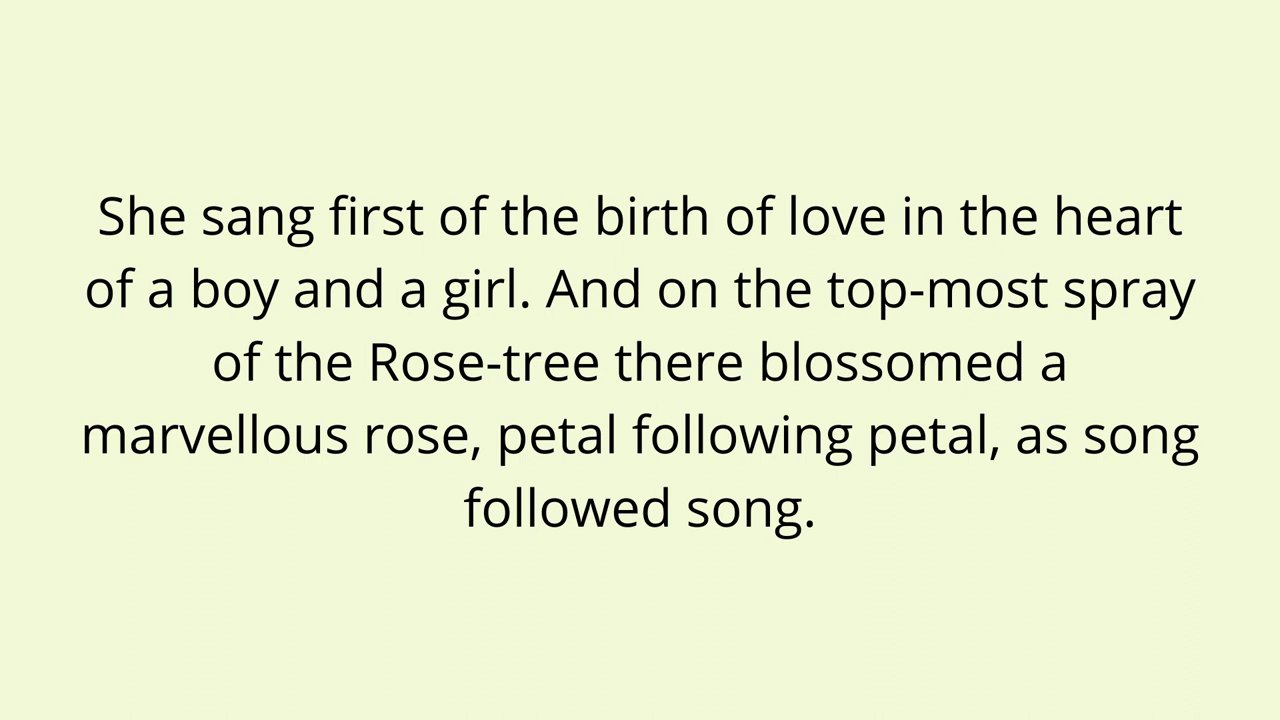 She sang first of the birth of love in the heart
of a boy and a girl. And on the top-most spray
of the Rose-tree there blossomed a
marvellous rose, petal following petal, as song
followed song.